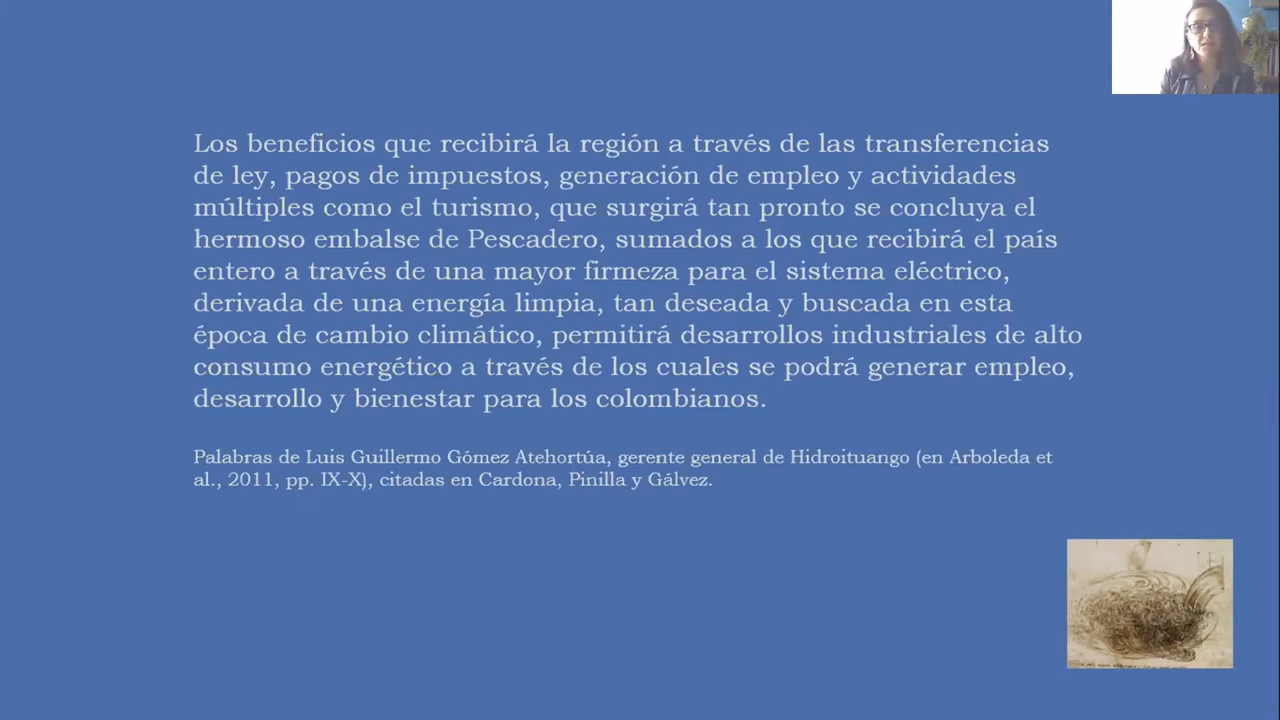 Los beneficios que recibirá la región a través de las transferencias
de ley, pagos de impuestos, generación de empleo y actividades
múltiples como el turismo, que surgirá tan pronto se concluya el
hermoso embalse de Pescadero, sumados a los que recibirá el país
entero a través de una mayor firmeza para el sistema eléctrico,
derivada de una energía limpia, tan deseada y buscada en esta
época de cambio climático, permitirá desarrollos industriales de alto
consumo energético a través de los cuales se podrá generar empleo,
desarrollo y bienestar para los colombianos.
Palabras de Luis Guillermo Gómez Atehortúa, gerente general de Hidroituango (en Arboleda et
al., 2011, pp. IX-X), citadas en Cardona, Pinilla y Gálvez.